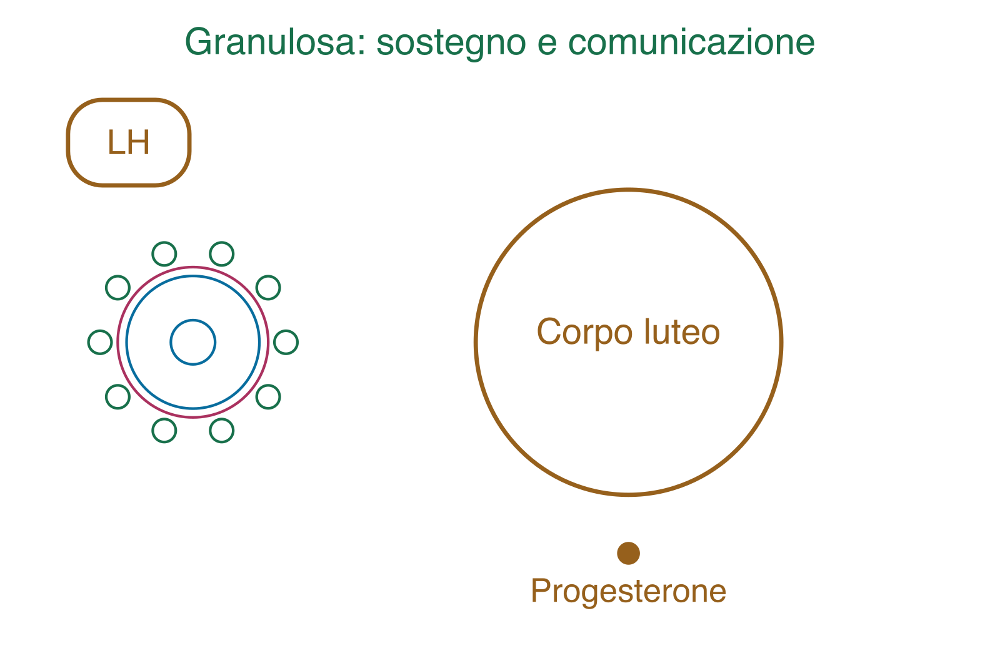 Granulosa: sostegno e comunicazione
LH
Corpo luteo
Progesterone